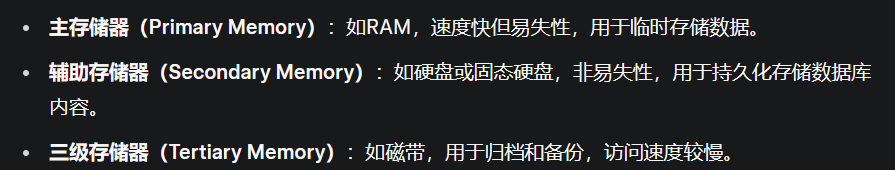 • 主存储器（Primary Memory）：如RAM，速度快但易失性，用于临时存储数据。
• 辅助存储器（Secondary Memory）：如硬盘或固态硬盘，非易失性，用于持久化存储数据库
内容。
• 三级存储器（Tertiary Memory）：如磁带，用于归档和备份，访问速度较慢。